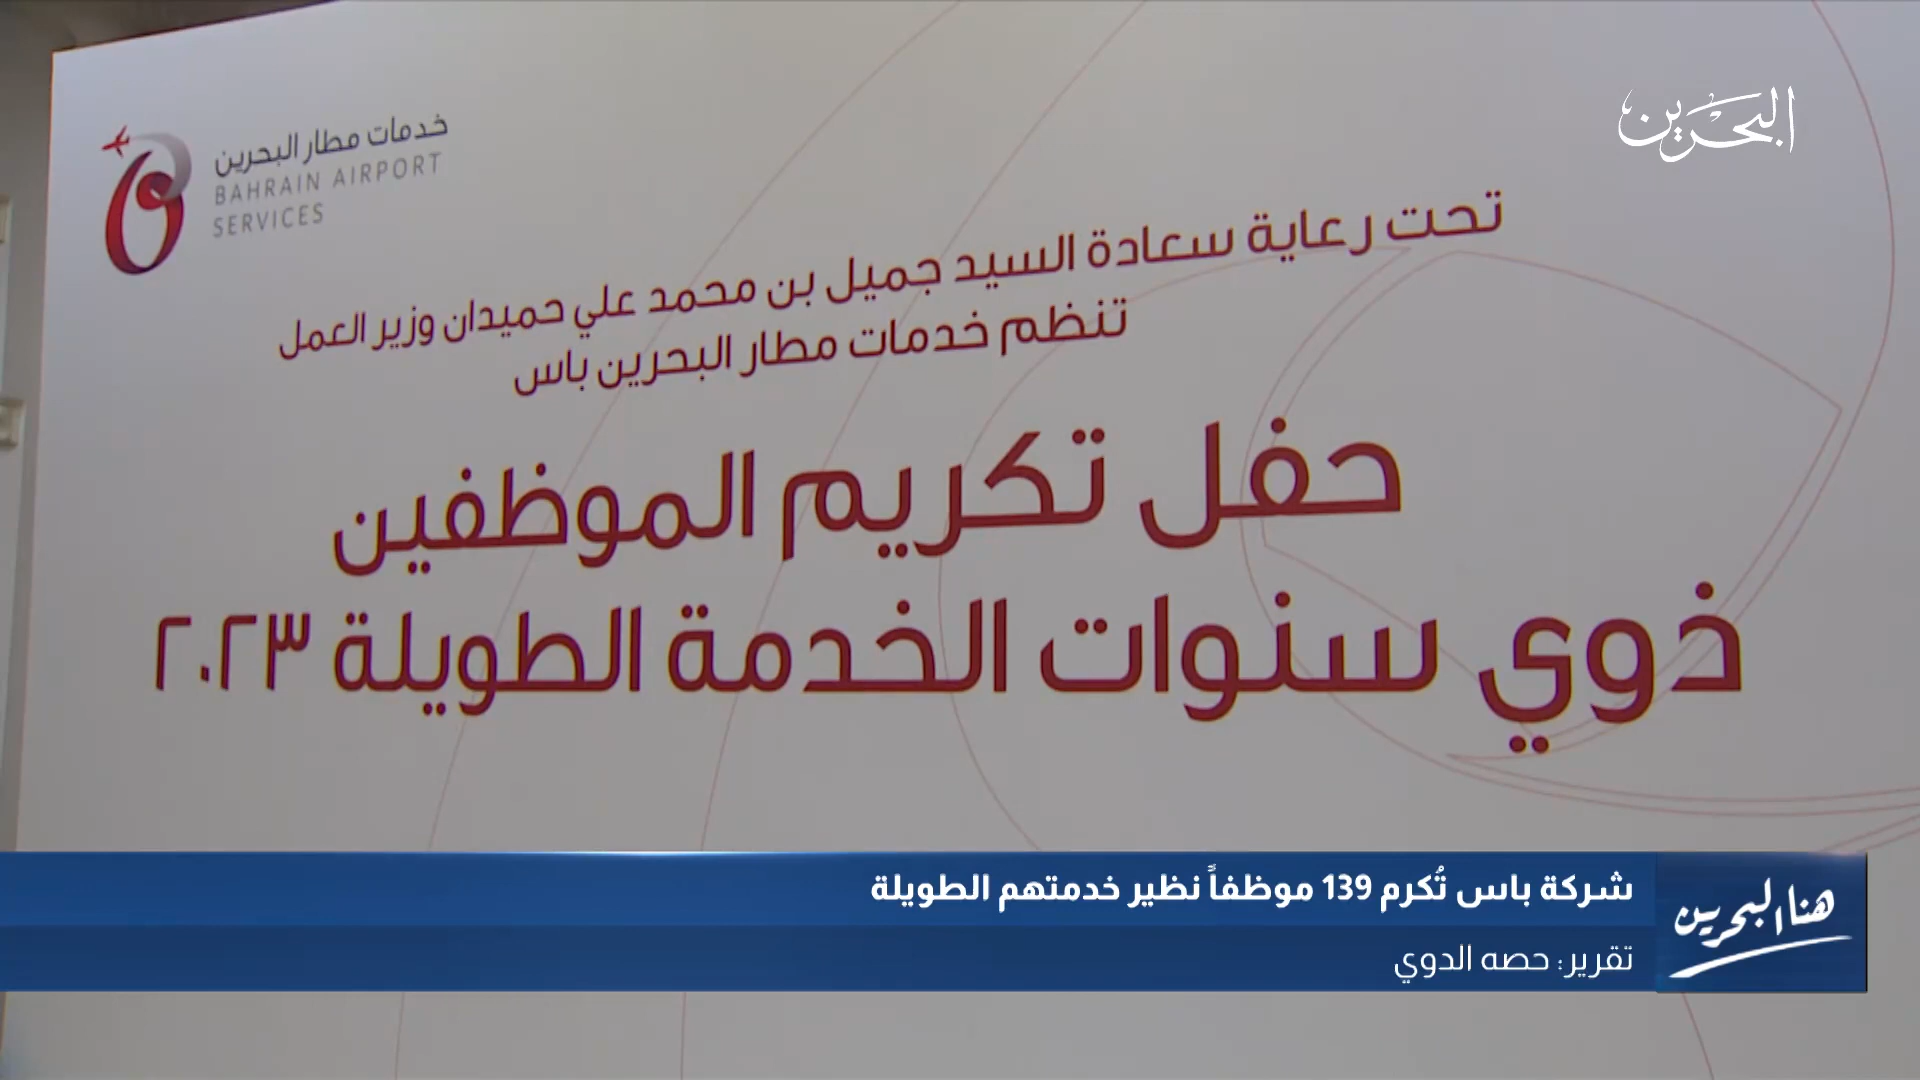 البحرين
خدمات مطار البحرين
BAHRAIN AIRPORT
SERVICES
تحت رعاية سعادة السيد جميل بن محمد علي حميدان وزير العمل
تنظم خدمات مطار البحرين باس
حفل تكريم الموظفين
ذوي سنوات الخدمة الطويلة ٢٠٢٣
شركة باس تُكرم 139 موظفاً نظير خدمتهم الطويلة
هنا البحرين
تقرير: حصه الدوي